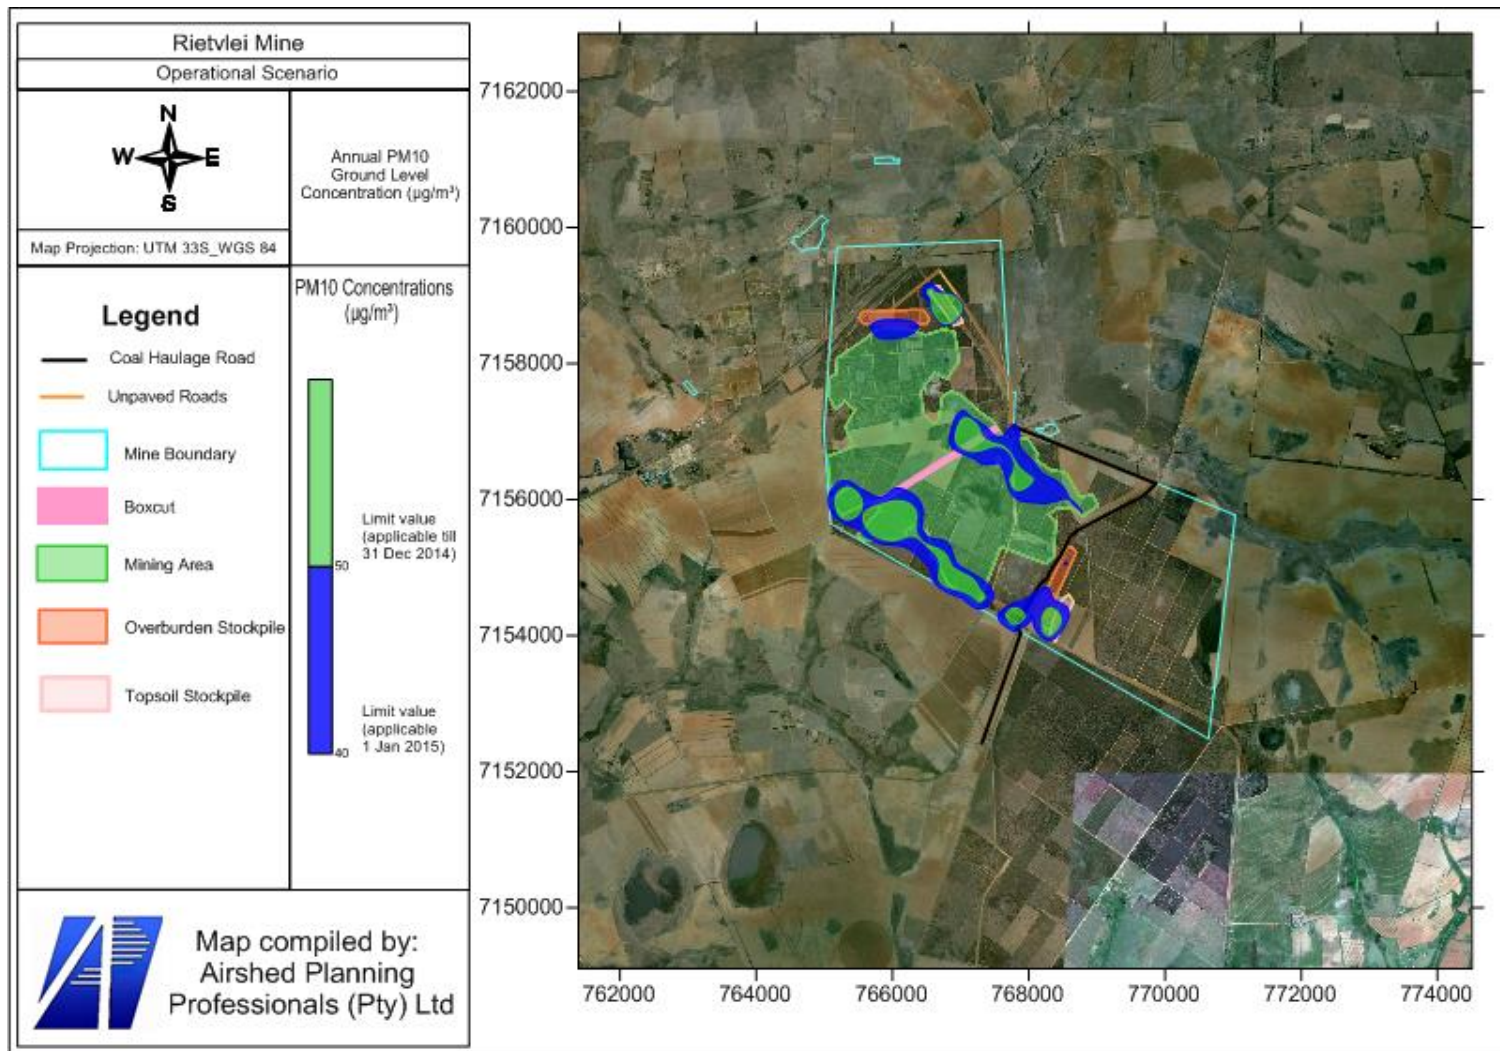 Rietvlei Mine
Operational Scenario
N
W E
S
Map Projection: UTM 33S_WGS 84
Annual PM10
Ground Level
Concentration (µg/m³)
Legend
Coal Haulage Road
Unpaved Roads
Mine Boundary
Boxcut
Mining Area
Overburden Stockpile
Topsoil Stockpile
PM10 Concentrations
(µg/m³)
Limit value
(applicable till
31 Dec 2014)
50
Limit value
(applicable
1 Jan 2015)
40
Map compiled by:
Airshed Planning
Professionals (Pty) Ltd
7162000
7160000
7158000
7156000
7154000
7152000
7150000
762000 764000 766000 768000 770000 772000 774000